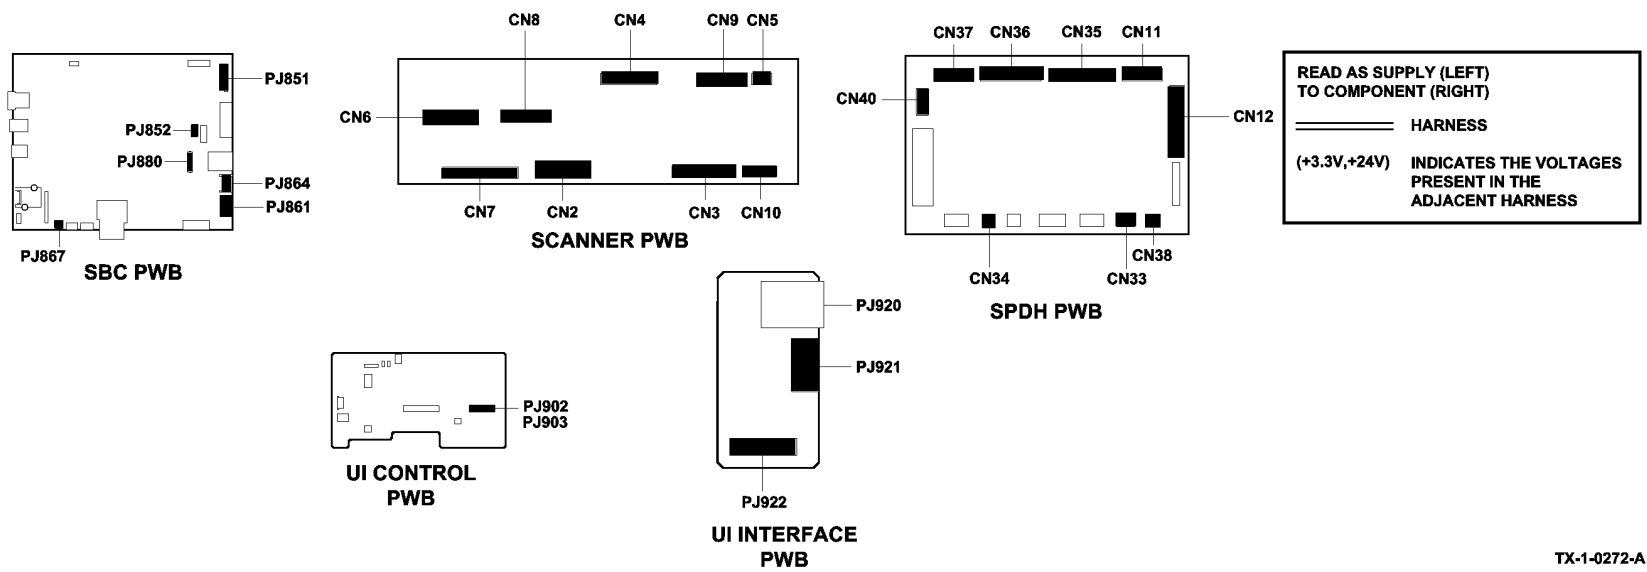 PJ851
PJ852
PJ880
PJ864
PJ861
PJ867
SBC PWB
CN8
CN4
CN9
CN5
CN6
CN7
CN2
CN3
CN10
SCANNER PWB
CN37
CN36
CN35
CN11
CN40
CN12
CN34
CN33
CN38
SPDH PWB
READ AS SUPPLY (LEFT)
TO COMPONENT (RIGHT)
HARNESS
(+3.3V,+24V) INDICATES THE VOLTAGES
PRESENT IN THE
ADJACENT HARNESS
PJ902
PJ903
UI CONTROL
PWB
PJ920
PJ921
PJ922
UI INTERFACE
PWB
TX-1-0272-A